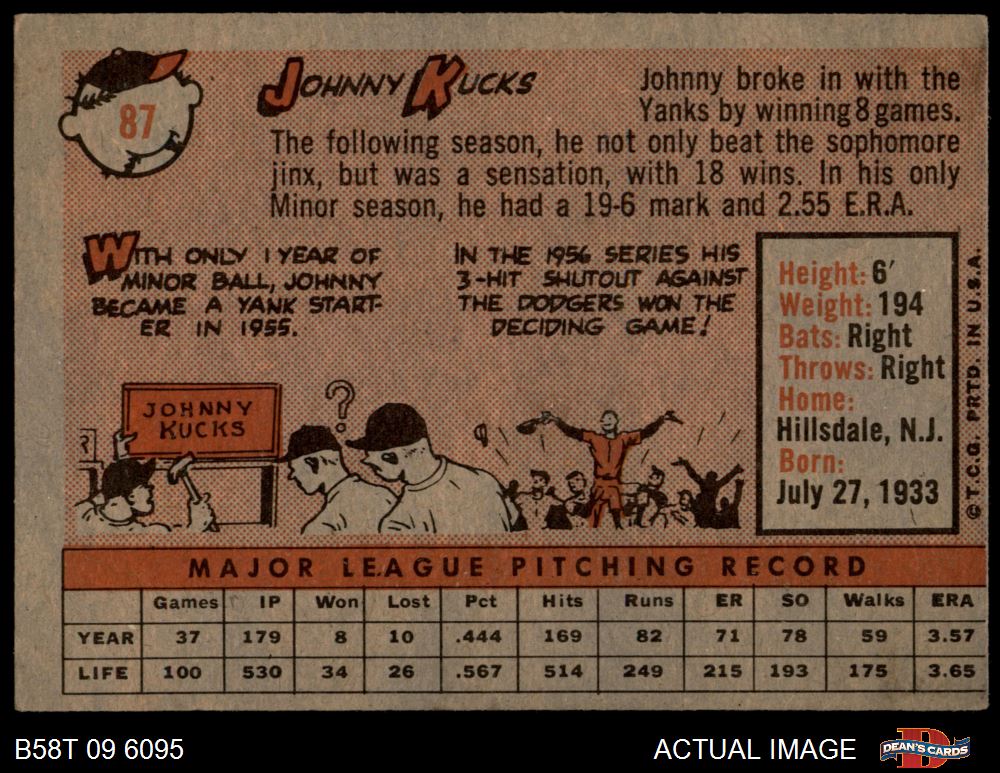 87
JOHNNY KUCKS
Johnny broke in with the
Yanks by winning 8 games.
The following season, he not only beat the sophomore
jinx, but was a sensation, with 18 wins. In his only
Minor season, he had a 19-6 mark and 2.55 E.R.A.
WITH ONLY 1 YEAR OF
MINOR BALL, JOHNNY
BECAME A YANK START-
ER IN 1955.
IN THE 1956 SERIES HIS
3-HIT SHUTOUT AGAINST
THE DODGERS WON THE
DECIDING GAME!
JOHNNY
KUCKS
?
Height: 6'
Weight: 194
Bats: Right
Throws: Right
Home:
Hillsdale, N.J.
Born:
July 27, 1933
© T.C.G. PRTD. IN U.S.A.
MAJOR LEAGUE PITCHING RECORD
Games IP Won Lost Pct Hits Runs ER SO Walks ERA
YEAR 37 179 8 10 .444 169 82 71 78 59 3.57
LIFE 100 530 34 26 .567 514 249 215 193 175 3.65
B58T 09 6095
ACTUAL IMAGE
DEAN'S CARDS